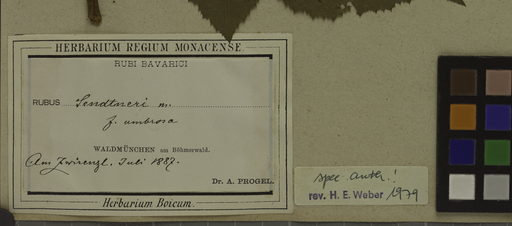 HERBARIUM REGIUM MONACENSE.
RUBI BAVARICI
RUBUS Sendtneri m.
f. umbrosa
WALDMÜNCHEN am Böhmerwald.
Am Zwirenzl. Juli 1887.
Dr. A. PROGEL.
Herbarium Boicum.
spec. auth.!
rev. H. E. Weber 1979